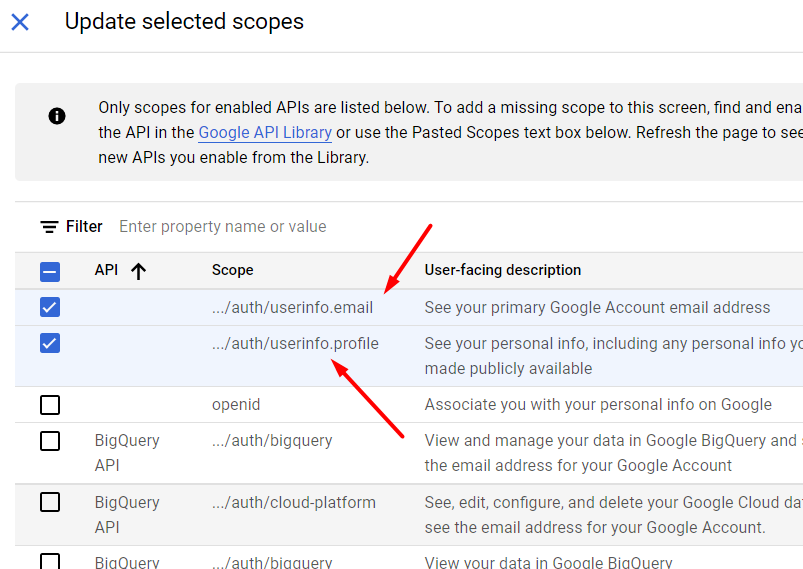 Update selected scopes
Only scopes for enabled APIs are listed below. To add a missing scope to this screen, find and ena
the API in the Google API Library or use the Pasted Scopes text box below. Refresh the page to see
new APIs you enable from the Library.
Filter Enter property name or value
API Scope User-facing description
.../auth/userinfo.email See your primary Google Account email address
.../auth/userinfo.profile See your personal info, including any personal info yo
made publicly available
openid Associate you with your personal info on Google
BigQuery .../auth/bigquery View and manage your data in Google BigQuery and s
API the email address for your Google Account
BigQuery .../auth/cloud-platform See, edit, configure, and delete your Google Cloud da
API see the email address for your Google Account.
BigQuery .../auth/bigquery View your data in Google BigQuery